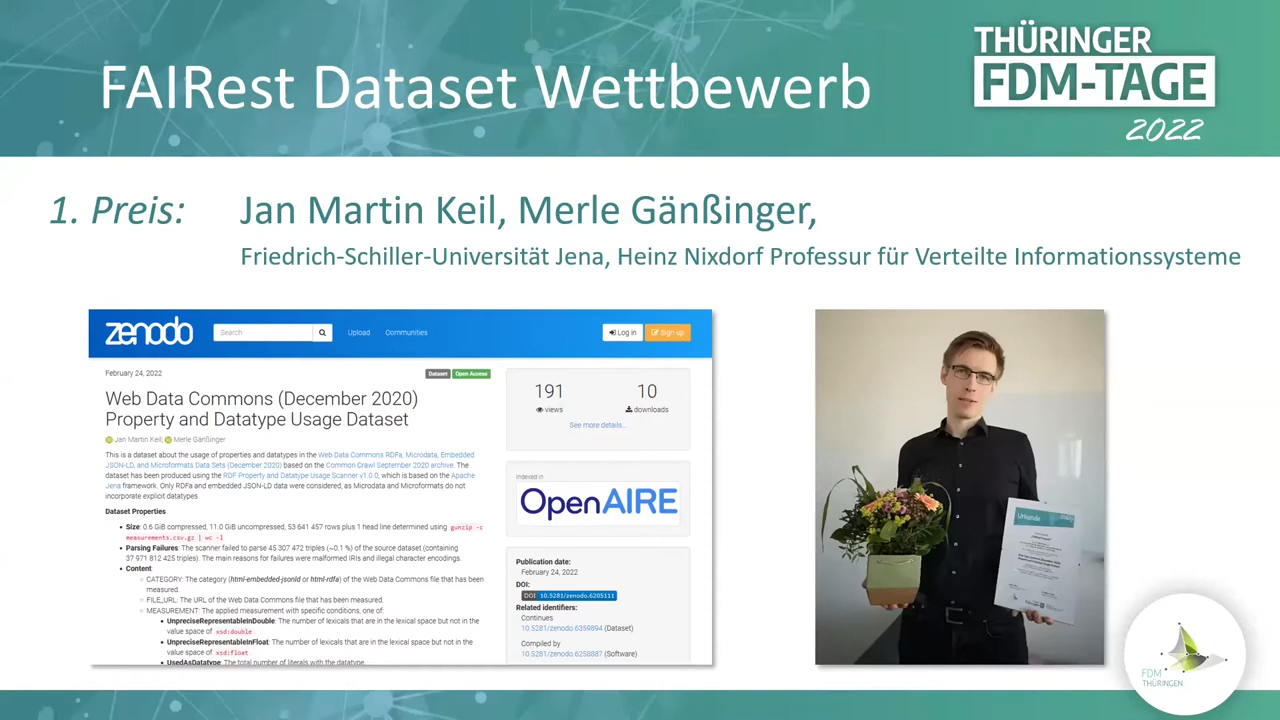 FAIRest Dataset Wettbewerb
THÜRINGER
FDM-TAGE
2022
1. Preis:
Jan Martin Keil, Merle Gänßinger,
Friedrich-Schiller-Universität Jena, Heinz Nixdorf Professur für Verteilte Informationssysteme
zenodo
Search
Upload
Communities
Log in
Sign up
February 24, 2022
Dataset
Open Access
Web Data Commons (December 2020)
Property and Datatype Usage Dataset
Jan Martin Keil; Merle Gänßinger
This is a dataset about the usage of properties and datatypes in the Web Data Commons RDFa, Microdata, Embedded
JSON-LD, and Microformats Data Sets (December 2020) based on the Common Crawl September 2020 archive. The
dataset has been produced using the RDF Property and Datatype Usage Scanner v1.0.0, which is based on the Apache
Jena framework. Only RDFa and embedded JSON-LD data were considered, as Microdata and Microformats do not
incorporate explicit datatypes
Dataset Properties
Size: 0.6 GiB compressed, 11.0 GiB uncompressed, 53 641 457 rows plus 1 head line determined using gunzip -c
measurements.csv.gz | wc -l
Parsing Failures: The scanner failed to parse 45 307 472 triples (~0.1 %) of the source dataset (containing
37 971 812 425 triples). The main reasons for failures were malformed IRIs and illegal character encodings.
Content
CATEGORY: The category (html-embedded-jsonld or html-rdfa) of the Web Data Commons file that has been
measured.
FILE_URL: The URL of the Web Data Commons file that has been measured.
MEASUREMENT: The applied measurement with specific conditions, one of:
UnpreciseRepresentableInDouble: The number of lexicals that are in the lexical space but not in the
value space of xsd:double.
UnpreciseRepresentableInFloat: The number of lexicals that are in the lexical space but not in the
value space of xsd:float.
UsedAsDatatype: The total number of literals with the datatype.
191
views
10
downloads
See more details...
Indexed in
OpenAIRE
Publication date:
February 24, 2022
DOI:
DOI 10.5281/zenodo.6205111
Related identifiers:
Continues
10.5281/zenodo.6359894 (Dataset)
Compiled by
10.5281/zenodo.6258887 (Software)
Urkunde
FDM
THÜRINGEN